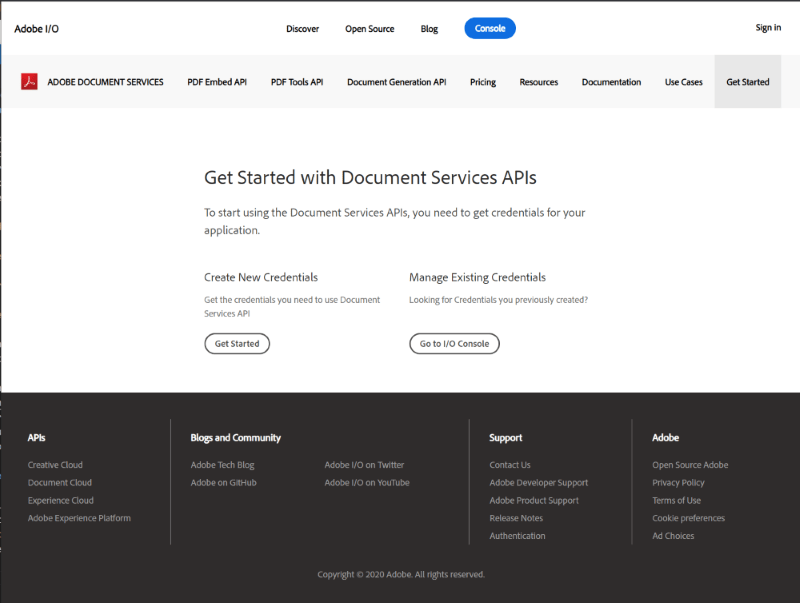 Adobe I/O
Discover
Open Source
Blog
Console
Sign in
ADOBE DOCUMENT SERVICES
PDF Embed API
PDF Tools API
Document Generation API
Pricing
Resources
Documentation
Use Cases
Get Started
Get Started with Document Services APIs
To start using the Document Services APIs, you need to get credentials for your
application.
Create New Credentials
Get the credentials you need to use Document
Services API
Get Started
Manage Existing Credentials
Looking for Credentials you previously created?
Go to I/O Console
APIs
Creative Cloud
Document Cloud
Experience Cloud
Adobe Experience Platform
Blogs and Community
Adobe Tech Blog
Adobe on GitHub
Adobe I/O on Twitter
Adobe I/O on YouTube
Support
Contact Us
Adobe Developer Support
Adobe Product Support
Release Notes
Authentication
Adobe
Open Source Adobe
Privacy Policy
Terms of Use
Cookie preferences
Ad Choices
Copyright © 2020 Adobe. All rights reserved.